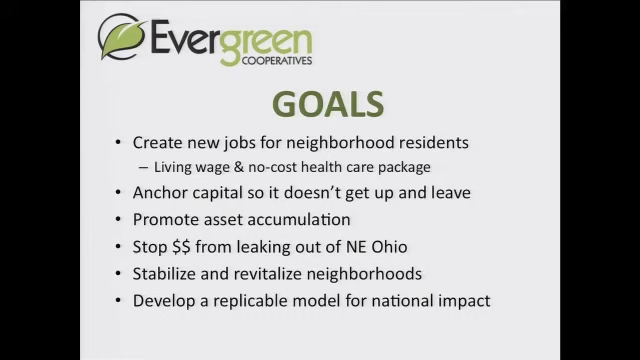 Evergreen
COOPERATIVES
GOALS
• Create new jobs for neighborhood residents
– Living wage & no-cost health care package
• Anchor capital so it doesn't get up and leave
• Promote asset accumulation
• Stop $$ from leaking out of NE Ohio
• Stabilize and revitalize neighborhoods
• Develop a replicable model for national impact